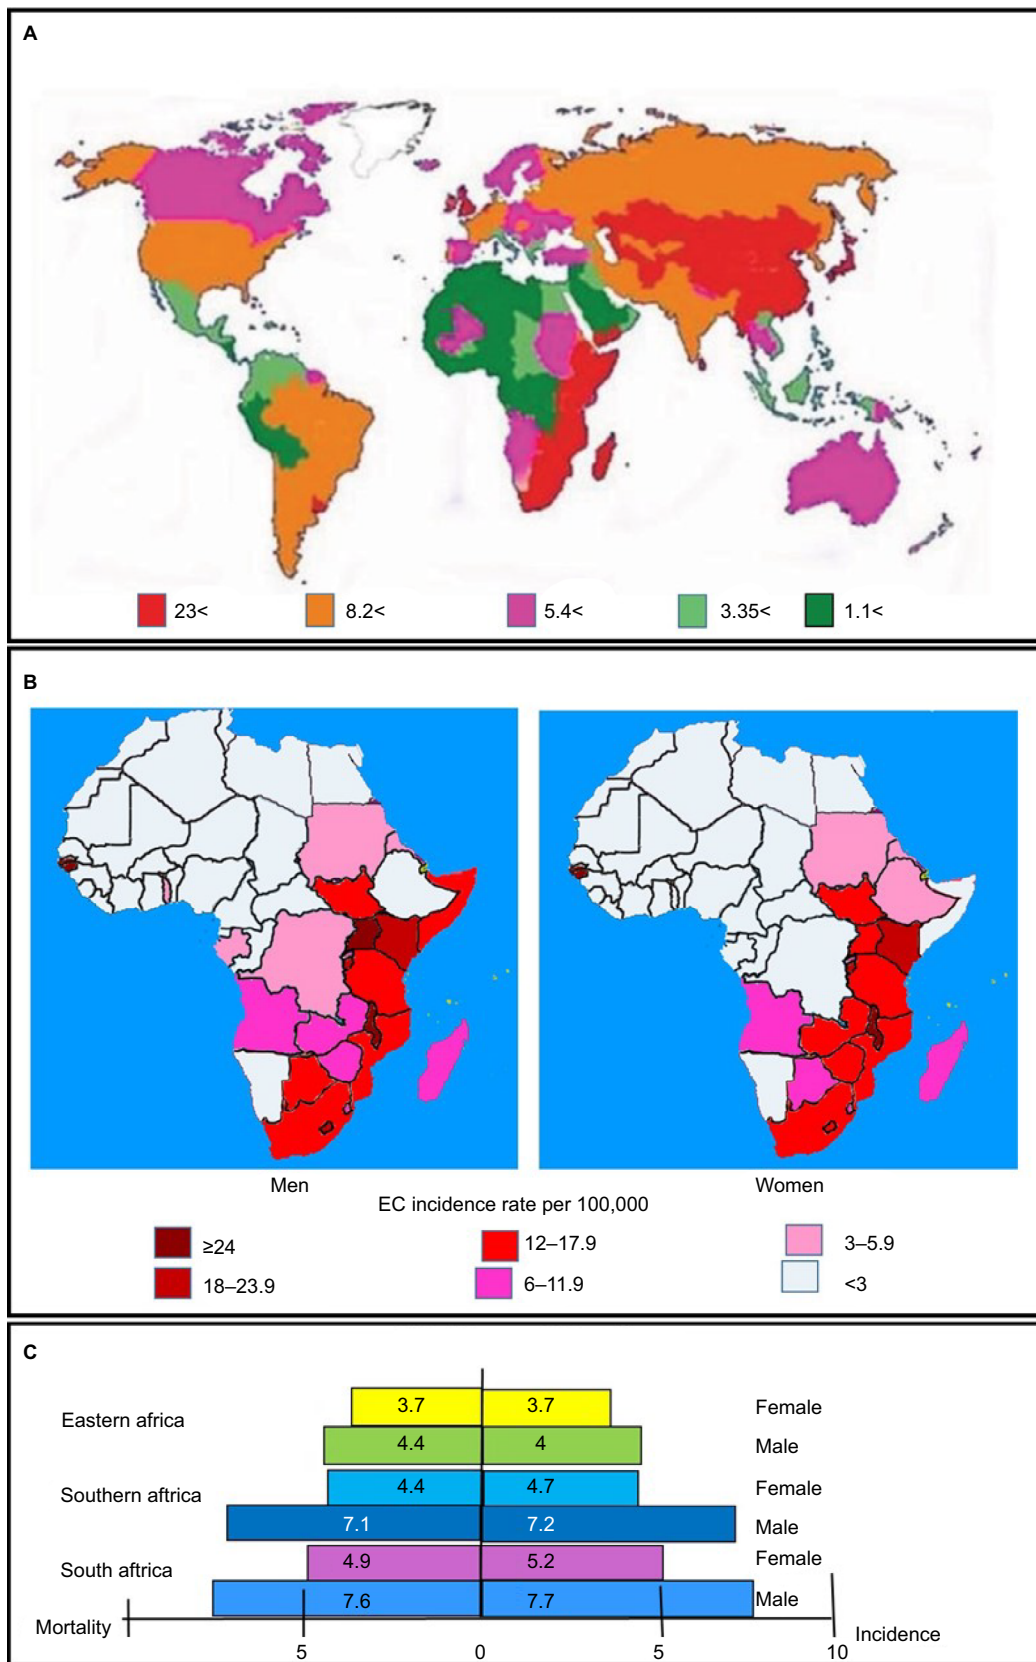 A
23<
8.2<
5.4<
3.35<
1.1<
B
Men
Women
EC incidence rate per 100,000
≥24
12–17.9
3–5.9
18–23.9
6–11.9
<3
C
Eastern africa
3.7
3.7
Female
4.4
4
Male
Southern aftrica
4.4
4.7
Female
7.1
7.2
Male
South aftrica
4.9
5.2
Female
7.6
7.7
Male
Mortality
5
0
5
10
Incidence